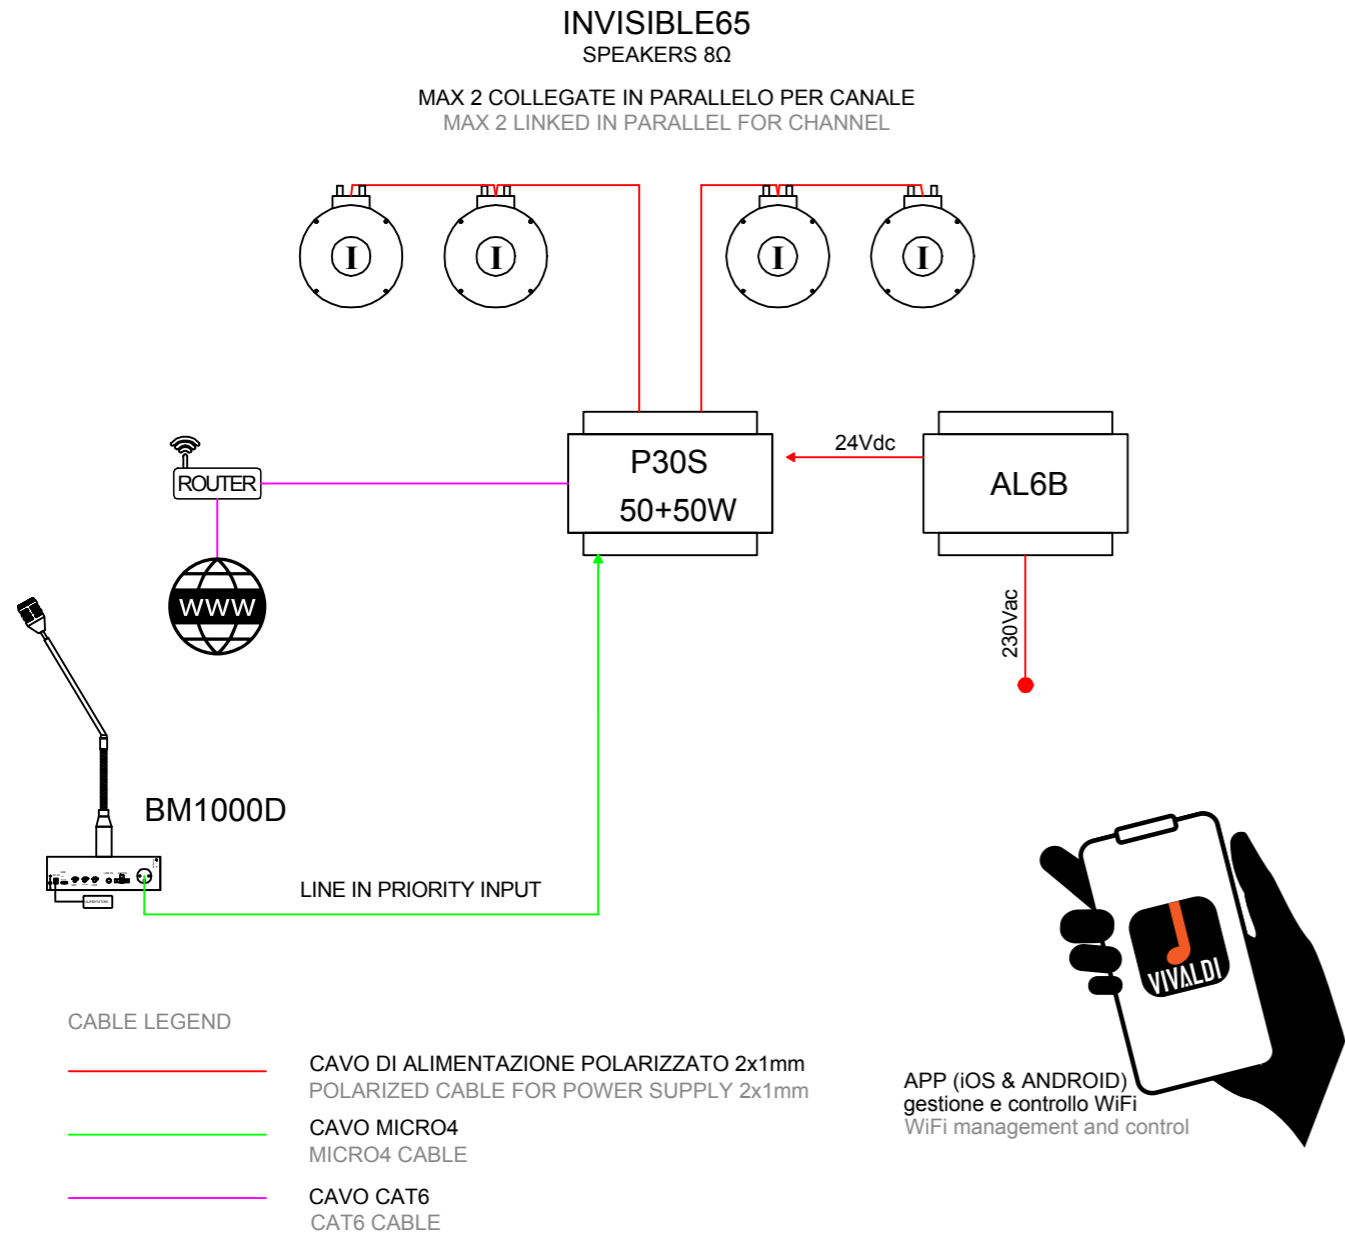 INVISIBLE65
SPEAKERS 8Ω
MAX 2 COLLEGATE IN PARALLELO PER CANALE
MAX 2 LINKED IN PARALLEL FOR CHANNEL
I
I
I
I
P30S
50+50W
24Vdc
AL6B
230Vac
ROUTER
WWW
BM1000D
LINE IN PRIORITY INPUT
CABLE LEGEND
CAVO DI ALIMENTAZIONE POLARIZZATO 2x1mm
POLARIZED CABLE FOR POWER SUPPLY 2x1mm
CAVO MICRO4
MICRO4 CABLE
CAVO CAT6
CAT6 CABLE
VIVALDI
APP (iOS & ANDROID)
gestione e controllo WiFi
WiFi management and control